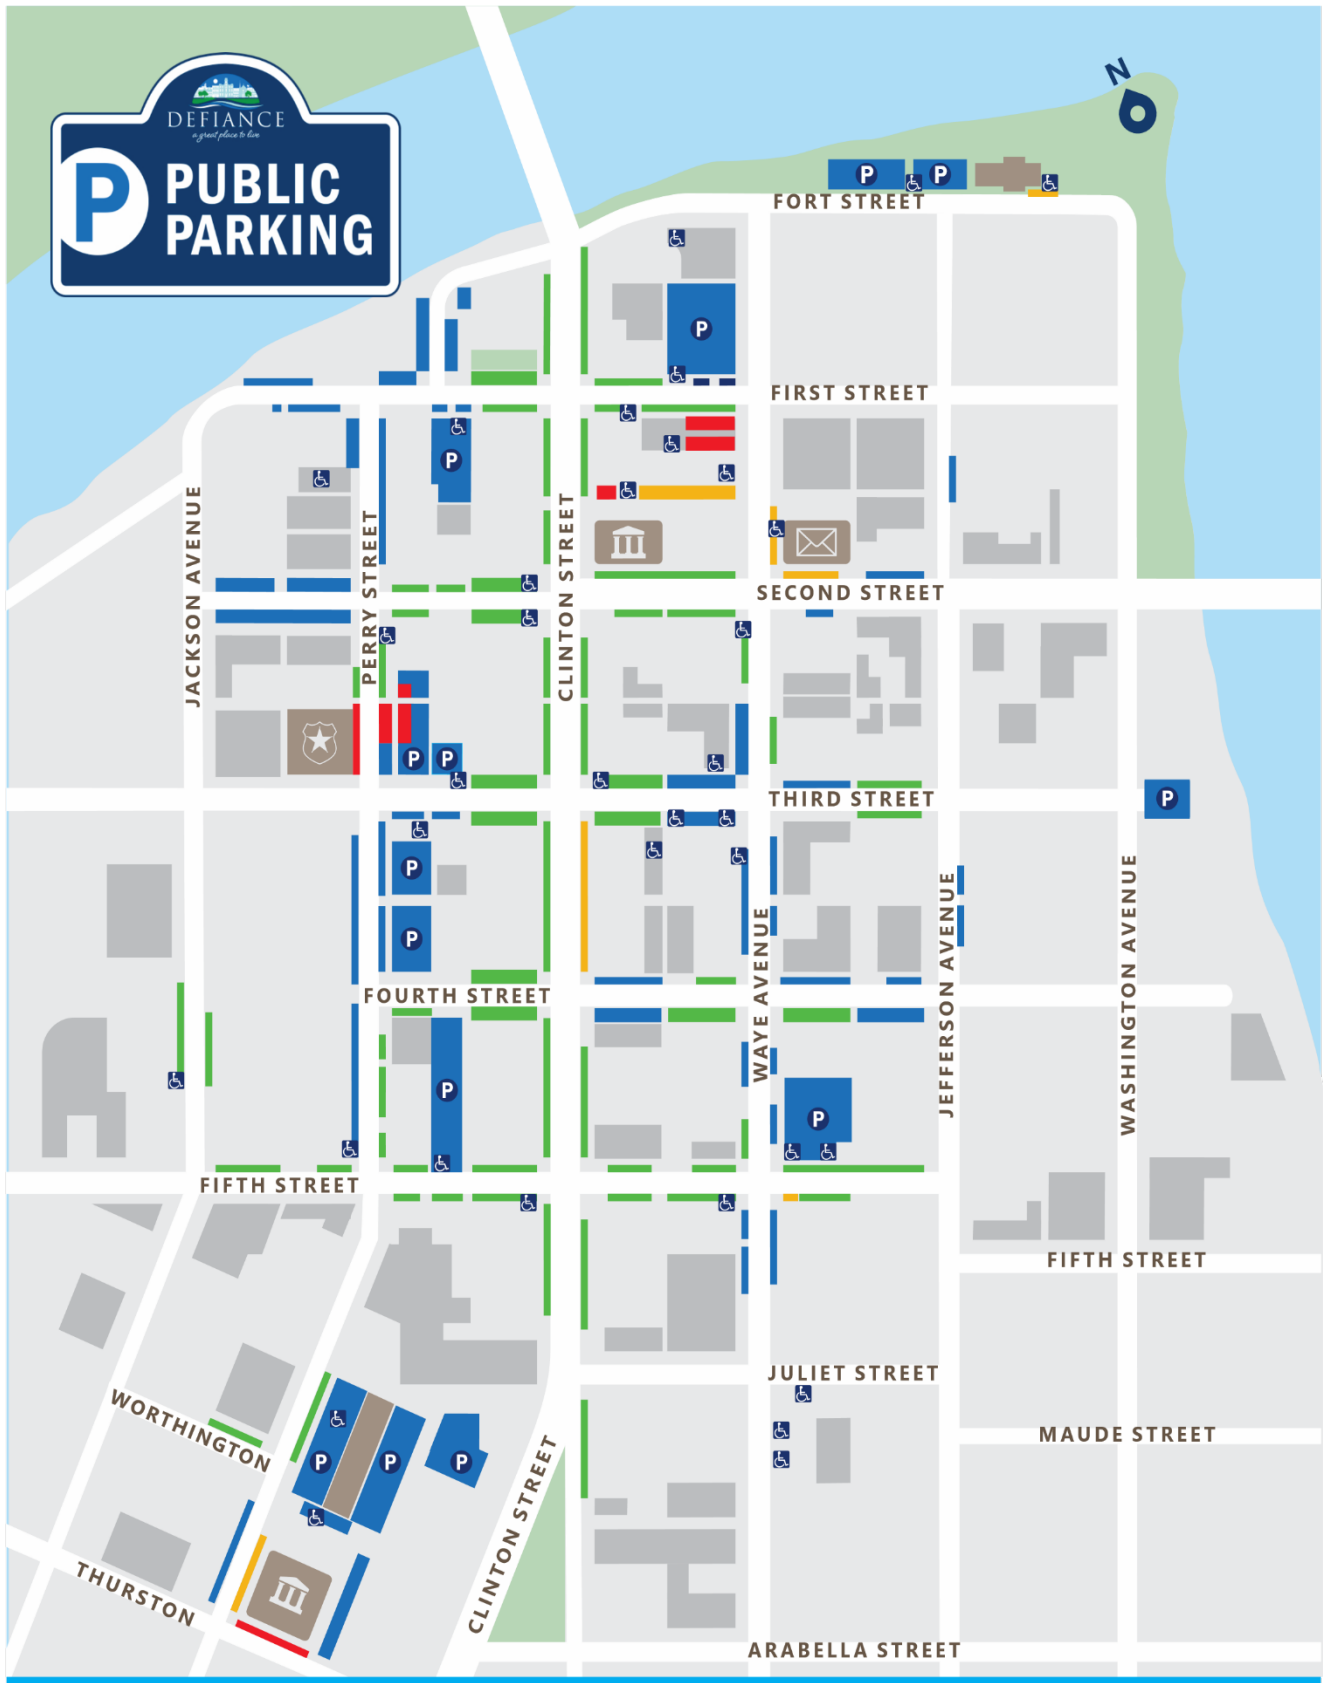 DEFIANCE
a great place to live
P PUBLIC
PARKING
N
P
P
FORT STREET
P
FIRST STREET
P
JACKSON AVENUE
PERRY STREET
CLINTON STREET
SECOND STREET
P
P
THIRD STREET
P
P
P
WAYE AVENUE
JEFFERSON AVENUE
WASHINGTON AVENUE
FOURTH STREET
P
P
FIFTH STREET
FIFTH STREET
JULIET STREET
WORTHINGTON
P
P
P
MAUDE STREET
CLINTON STREET
THURSTON
ARABELLA STREET